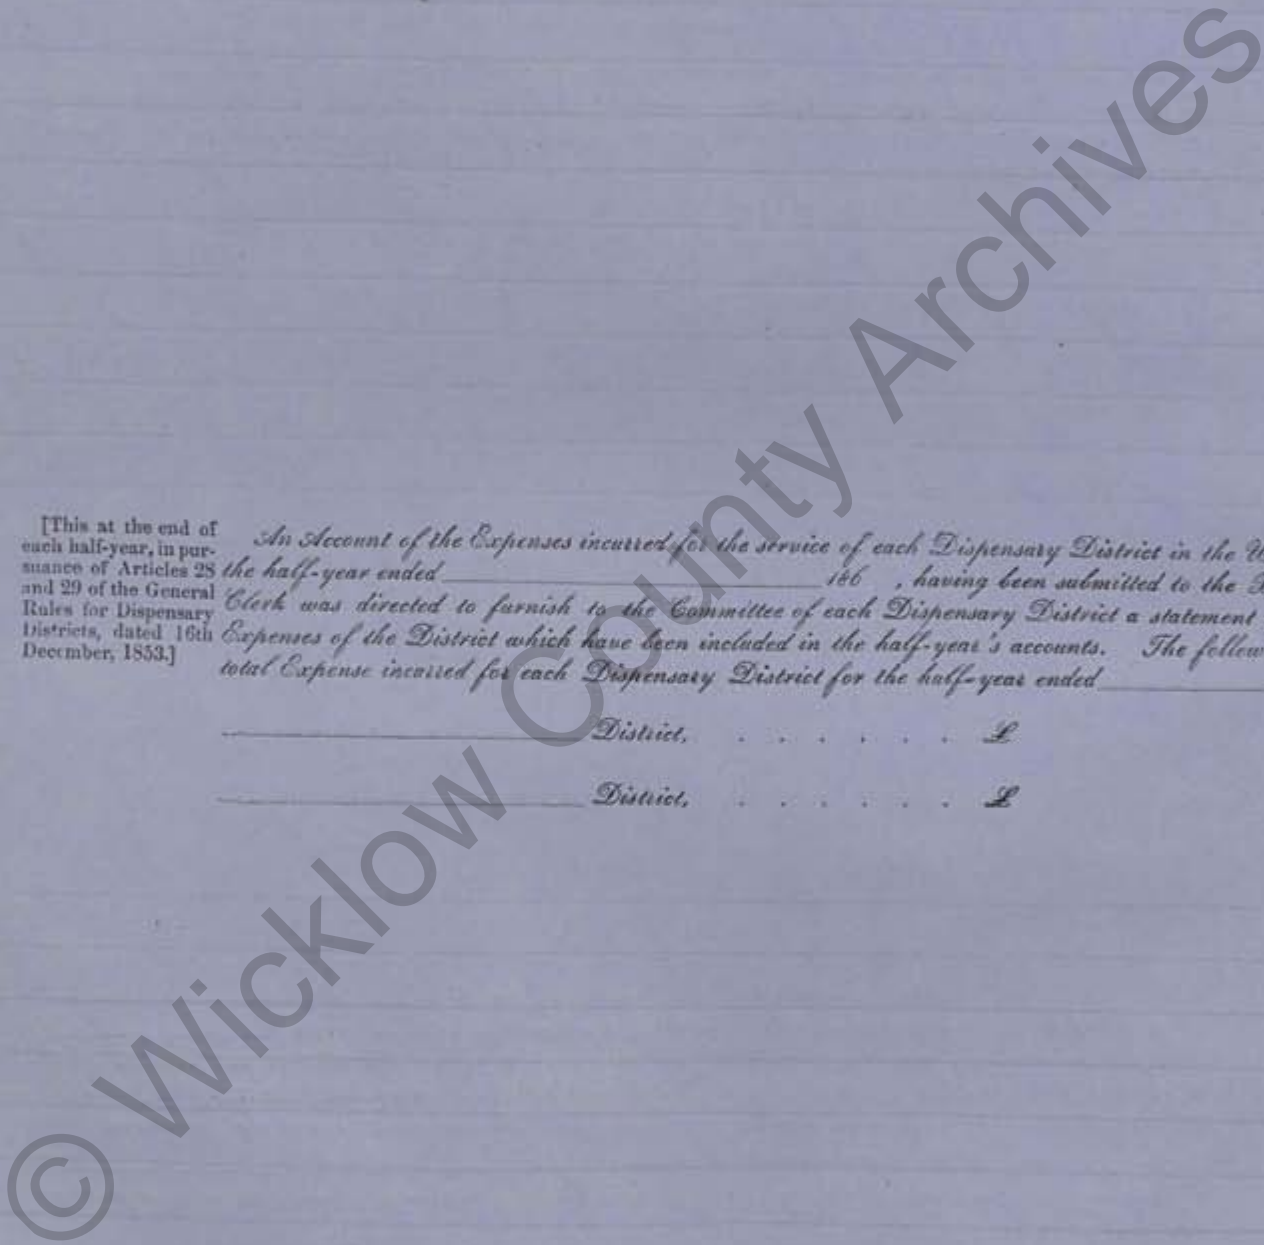 [This at the end of
each half-year, in pur-
suance of Articles 28
and 29 of the General
Rules for Dispensary
Districts, dated 16th
December, 1853.]
An Account of the Expenses incurred for the service of each Dispensary District in the
the half-year ended 186 , having been submitted to the
Clerk was directed to furnish to the Committee of each Dispensary District a statement
Expenses of the District which have been included in the half-year's accounts. The
total Expense incurred for each Dispensary District for the half-year ended
District, . . . . . . £
District, . . . . . . £
© Wicklow County Archives